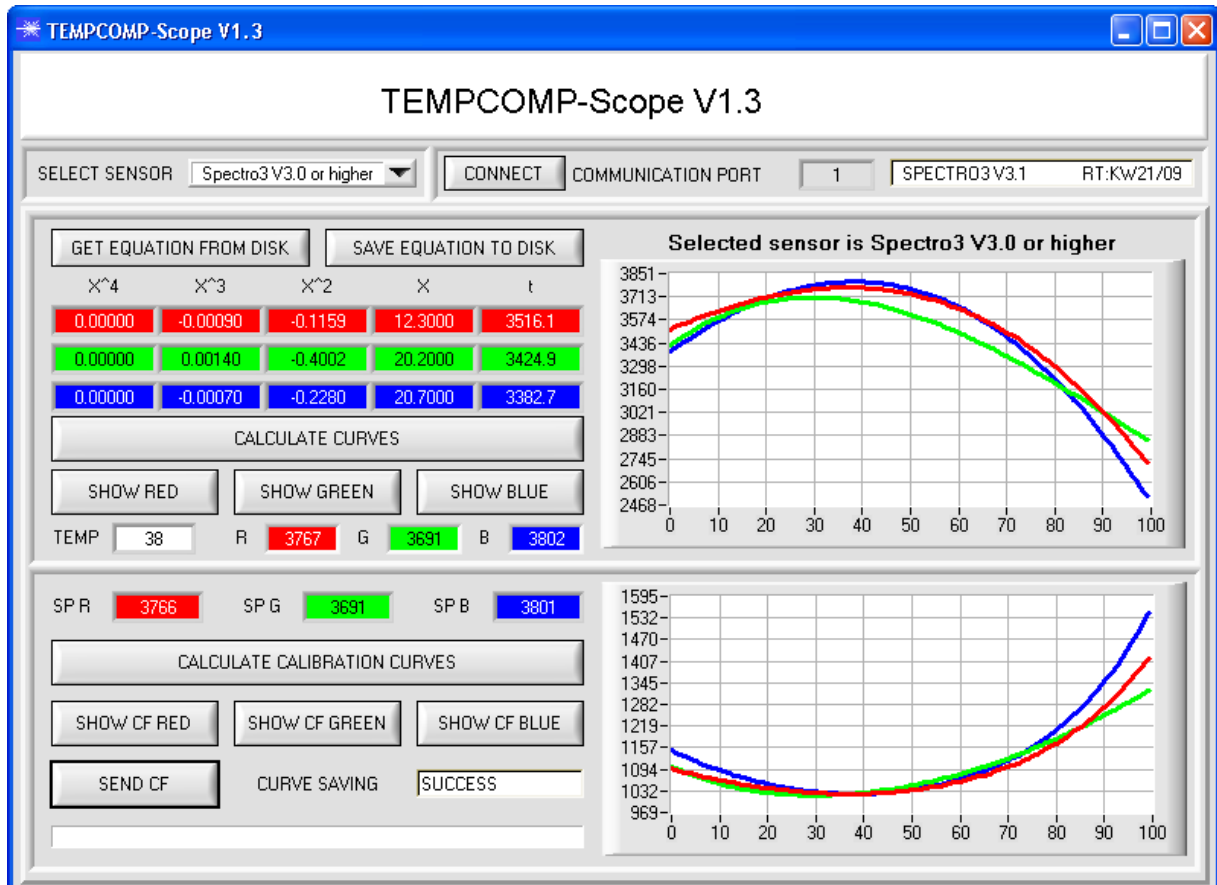 TEMPCOMP-Scope V1.3
TEMPCOMP-Scope V1.3
SELECT SENSOR Spectro3 V3.0 or higher CONNECT COMMUNICATION PORT 1 SPECTRO3 V3.1 RT:KW21/09
GET EQUATION FROM DISK SAVE EQUATION TO DISK
X^4 X^3 X^2 X t
0.00000 -0.00090 -0.1159 12.3000 3516.1
0.00000 0.00140 -0.4002 20.2000 3424.9
0.00000 -0.00070 -0.2280 20.7000 3382.7
CALCULATE CURVES
SHOW RED SHOW GREEN SHOW BLUE
TEMP 38 R 3767 G 3691 B 3802
Selected sensor is Spectro3 V3.0 or higher
3851
3713
3574
3436
3298
3160
3021
2883
2745
2606
2468
0 10 20 30 40 50 60 70 80 90 100
SP R 3766 SP G 3691 SP B 3801
CALCULATE CALIBRATION CURVES
SHOW CF RED SHOW CF GREEN SHOW CF BLUE
SEND CF CURVE SAVING SUCCESS
1595
1532
1470
1407
1345
1282
1219
1157
1094
1032
969
0 10 20 30 40 50 60 70 80 90 100